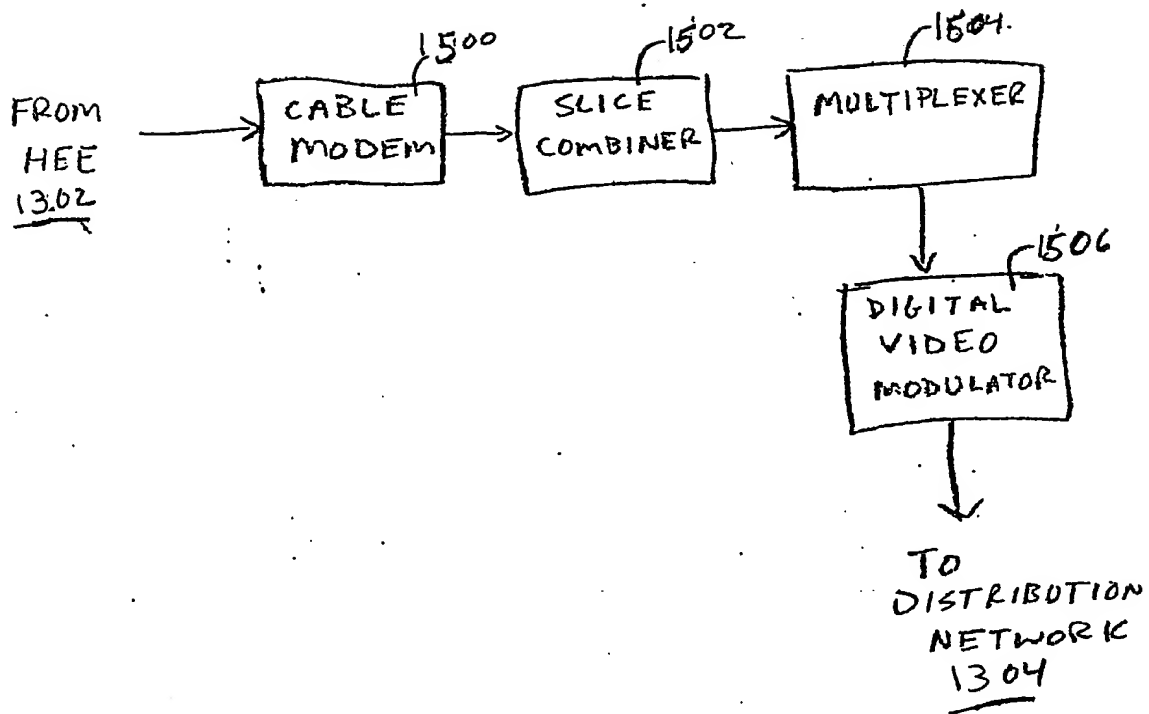 FROM
HEE
1302
1500
CABLE
MODEM
1502
SLICE
COMBINER
1504
MULTIPLEXER
1506
DIGITAL
VIDEO
MODULATOR
TO
DISTRIBUTION
NETWORK
1304